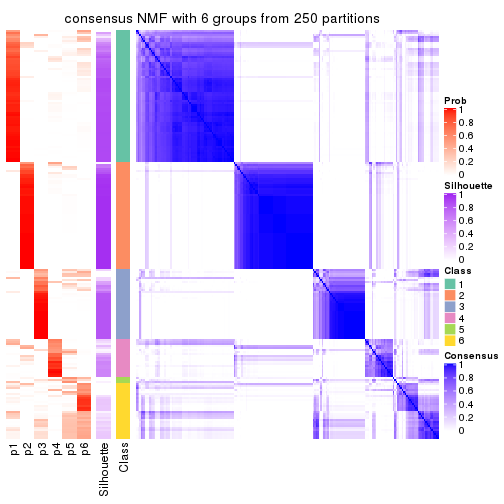 consensus NMF with 6 groups from 250 partitions
Prob
1
0.8
0.6
0.4
0.2
0
Silhouette
1
0.8
0.6
0.4
0.2
0
Class
1
2
3
4
5
6
Consensus
1
0.8
0.6
0.4
0.2
0
p1
p2
p3
p4
p5
p6
Silhouette
Class